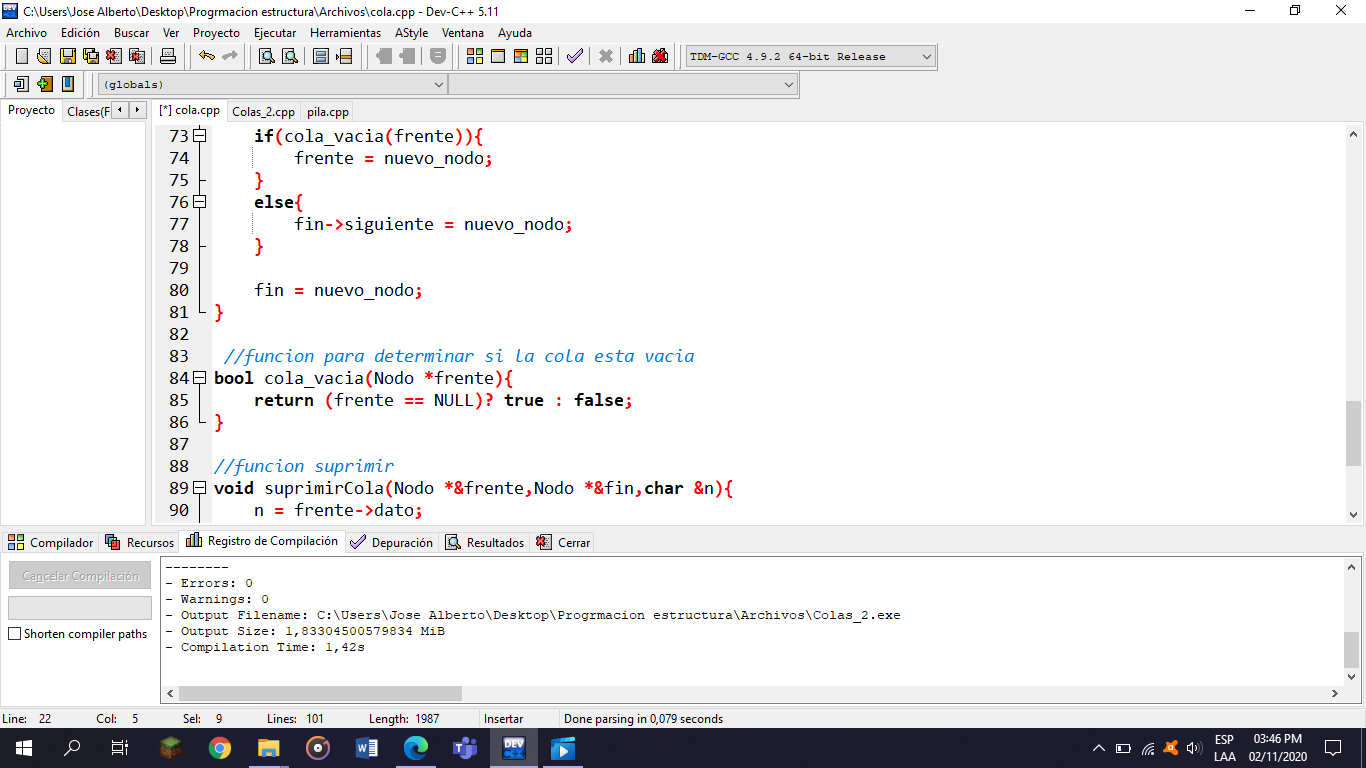 C:\Users\Jose Alberto\Desktop\Progrmacion estructura\Archivos\cola.cpp - Dev-C++ 5.11
Archivo Edición Buscar Ver Proyecto Ejecutar Herramientas AStyle Ventana Ayuda
TDM-GCC 4.9.2 64-bit Release
(globals)
Proyecto Clases(F [*] cola.cpp Colas_2.cpp pila.cpp
73 if(cola_vacia(frente)){
74 frente = nuevo_nodo;
75 }
76 else{
77 fin->siguiente = nuevo_nodo;
78 }
79
80 fin = nuevo_nodo;
81 }
82
83 //funcion para determinar si la cola esta vacia
84 bool cola_vacia(Nodo *frente){
85 return (frente == NULL)? true : false;
86 }
87
88 //funcion suprimir
89 void suprimirCola(Nodo *&frente,Nodo *&fin,char &n){
90 n = frente->dato;
Compilador Recursos Registro de Compilación Depuración Resultados Cerrar
Cancelar Compilación
Shorten compiler paths
--------
- Errors: 0
- Warnings: 0
- Output Filename: C:\Users\Jose Alberto\Desktop\Progrmacion estructura\Archivos\Colas_2.exe
- Output Size: 1,83304500579834 MiB
- Compilation Time: 1,42s
Line: 22 Col: 5 Sel: 9 Lines: 101 Length: 1987 Insertar Done parsing in 0,079 seconds
DEV
ESP 03:46 PM
LAA 02/11/2020